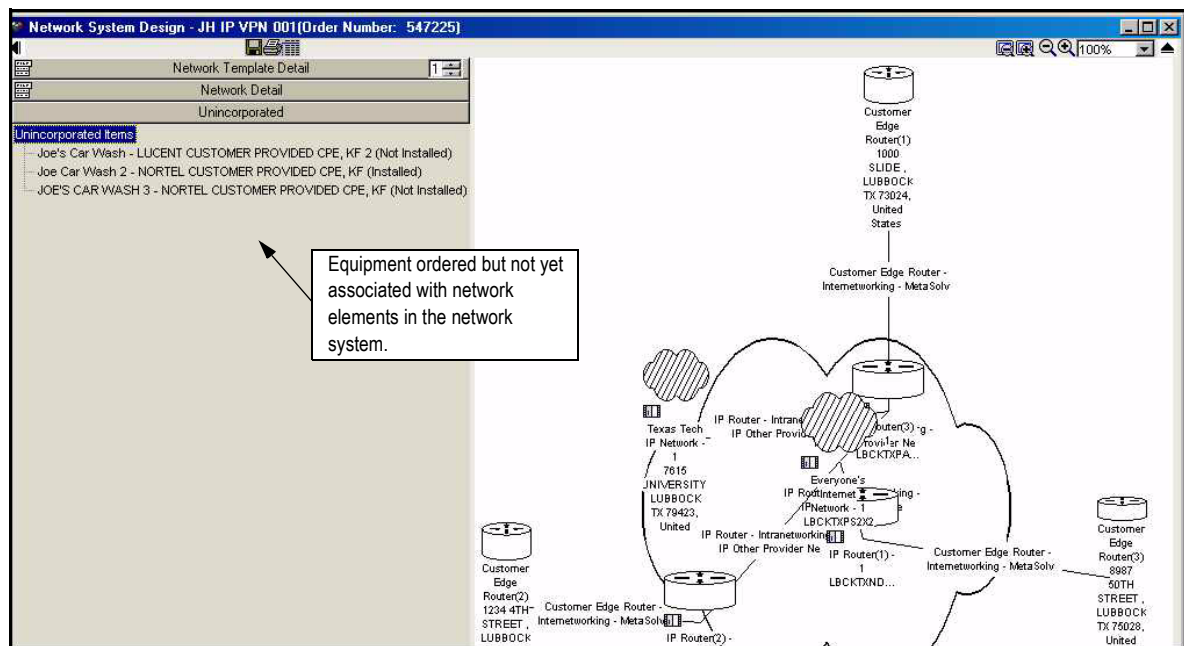 Network System Design - JH IP VPN 001(Order Number: 547225)
100%
Network Template Detail
1
Network Detail
Unincorporated
Unincorporated Items
Joe's Car Wash - LUCENT CUSTOMER PROVIDED CPE, KF 2 (Not Installed)
Joe Car Wash 2 - NORTEL CUSTOMER PROVIDED CPE, KF (Installed)
JOE'S CAR WASH 3 - NORTEL CUSTOMER PROVIDED CPE, KF (Not Installed)
Equipment ordered but not yet
associated with network
elements in the network
system.
Customer
Edge
Router(1)
1000
SLIDE ,
LUBBOCK
TX 73024,
United
States
Customer Edge Router -
Internetworking - MetaSolv
Texas Tech
IP Network -
1
7615
UNIVERSITY
LUBBOCK
TX 79423,
United
IP Router - Intrane
IP Other Provid
outer(3) -
LBCKTXPA...
Everyone's
Internet
Network - 1
LBCKTXPS2X2
IP Router - Intranetworking
IP Other Provider Ne
IP Router(1) -
1
LBCKTXND...
Customer Edge Router -
Internetworking - MetaSolv
Customer
Edge
Router(3)
8987
50TH
STREET ,
LUBBOCK
TX 75028,
United
Customer
Edge
Router(2)
1234 4TH
STREET ,
LUBBOCK
Customer Edge Router -
Internetworking - MetaSolv
IP Router(2) -